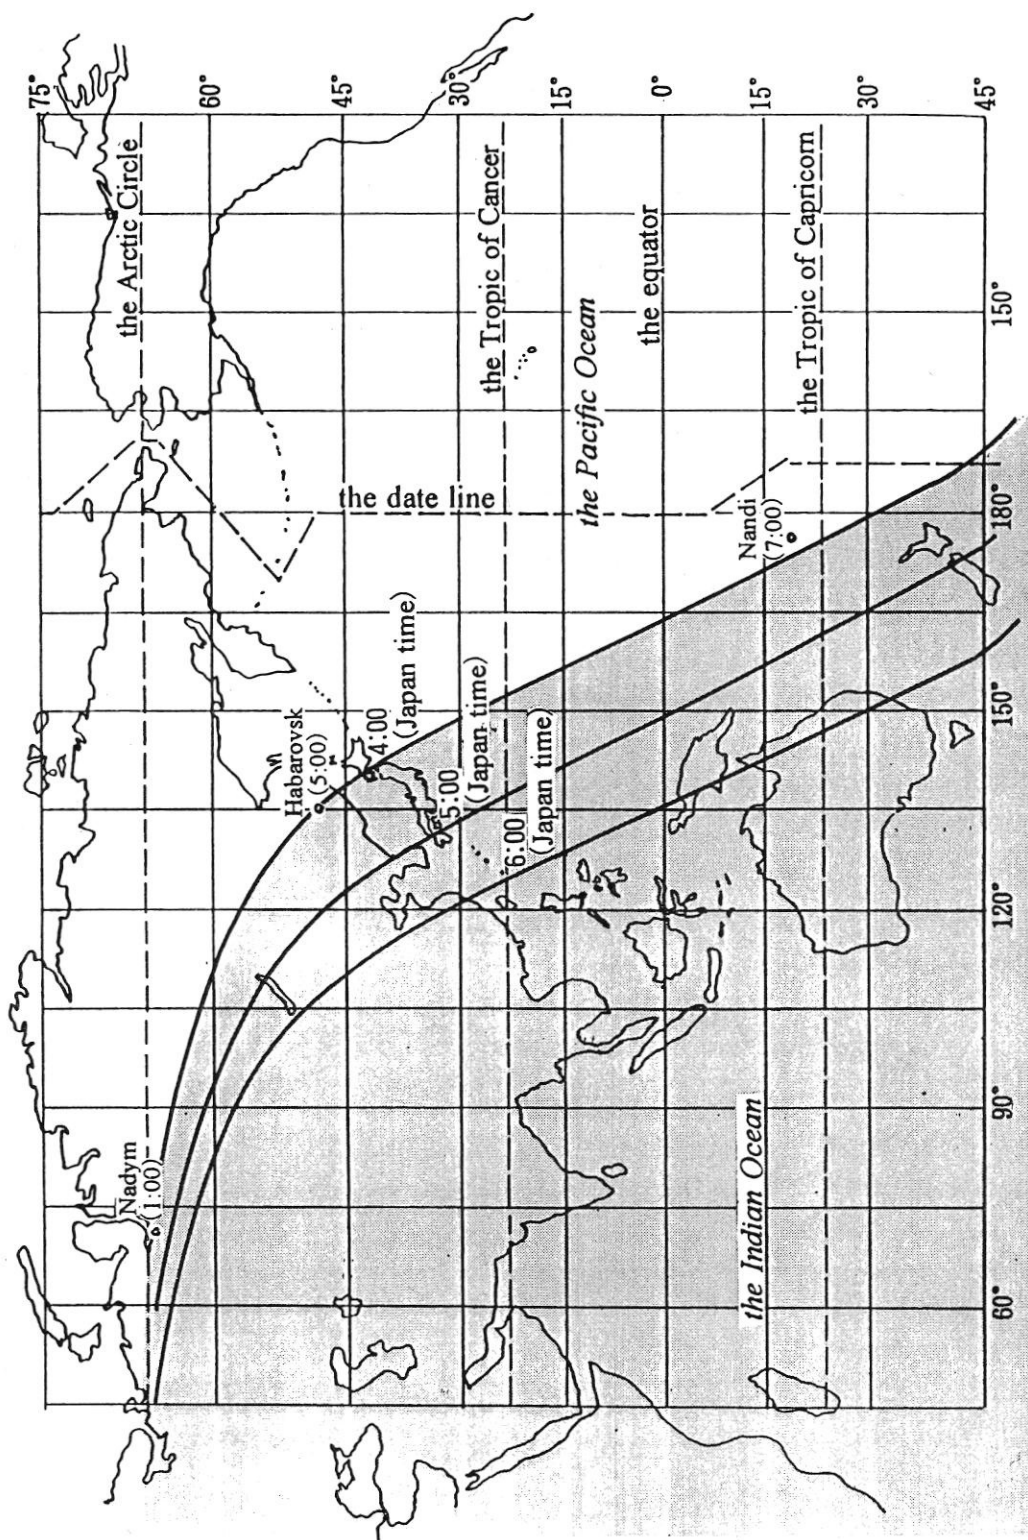 75°
60°
45°
30°
15°
0°
15°
30°
45°
the Arctic Circle
the Tropic of Cancer
the equator
the Tropic of Capricorn
the Pacific Ocean
the date line
Nandi
(7:00)
Habarovsk
(5:00)
4:00
(Japan time)
5:00
(Japan time)
6:00
(Japan time)
Nadym
(1:00)
the Indian Ocean
60°
90°
120°
150°
180°
150°